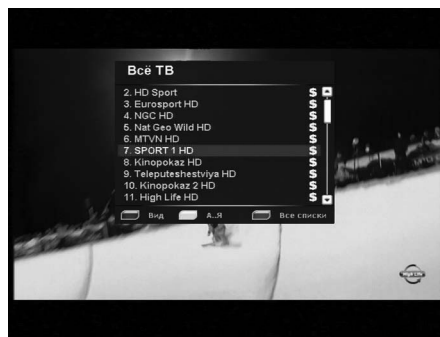 Всё ТВ
2. HD Sport $
3. Eurosport HD $
4. NGC HD $
5. Nat Geo Wild HD $
6. MTVN HD $
7. SPORT 1 HD $
8. Kinopokaz HD $
9. Teleputeshestviya HD $
10. Kinopokaz 2 HD $
11. High Life HD $
Вид А..Я Все списки
High Life